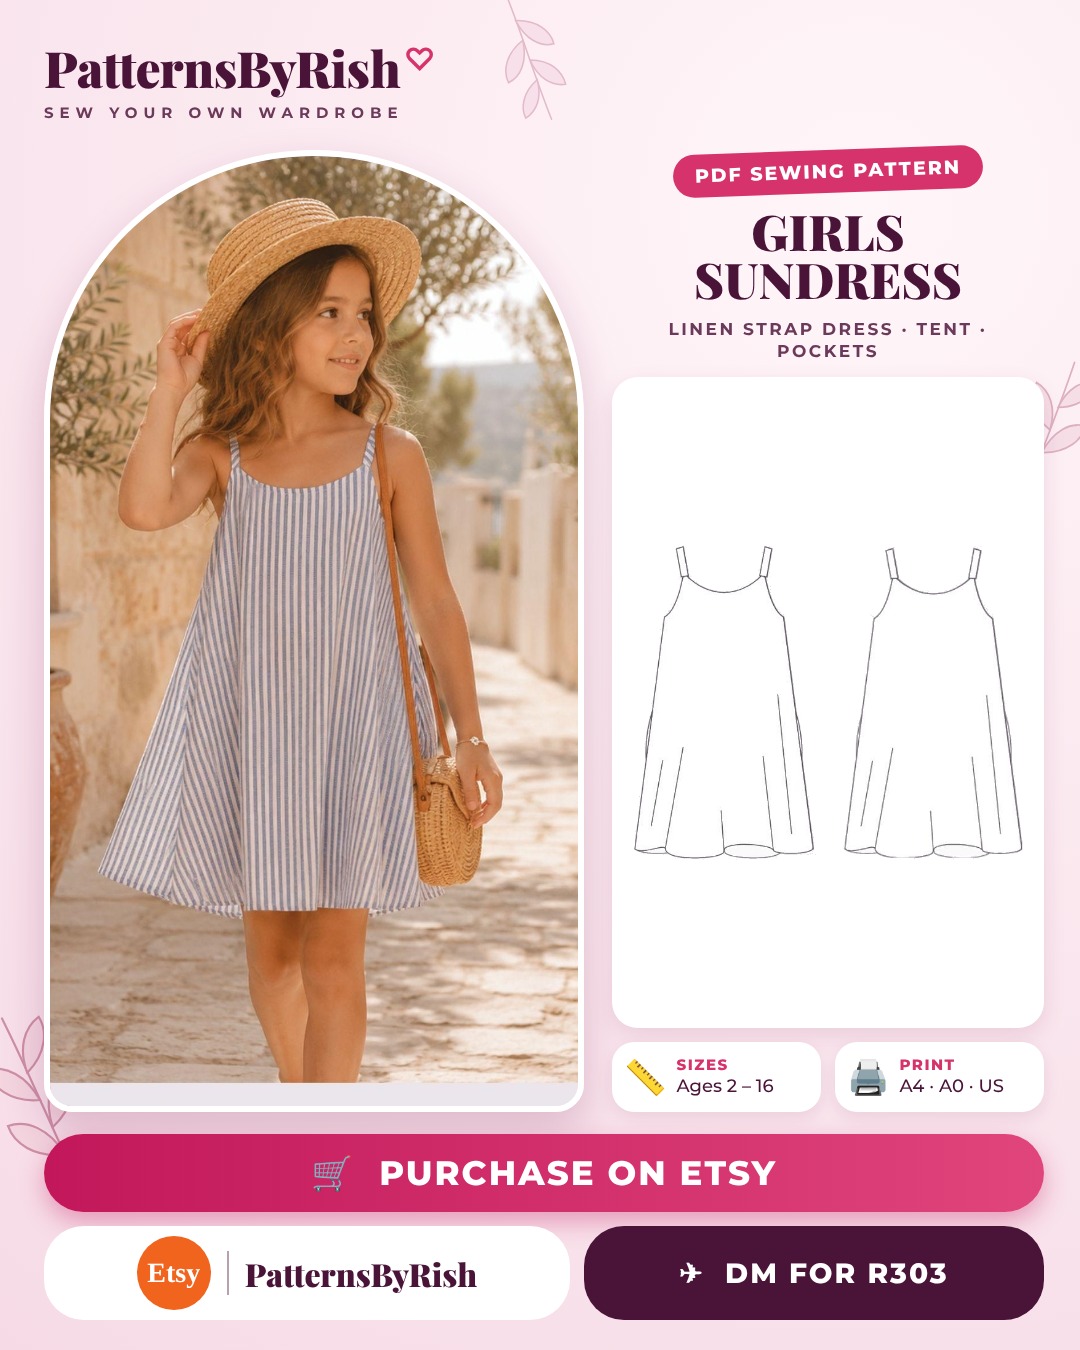 PatternsByRish
SEW YOUR OWN WARDROBE
PDF SEWING PATTERN
GIRLS
SUNDRESS
LINEN STRAP DRESS · TENT ·
POCKETS
SIZES
Ages 2 – 16
PRINT
A4 · A0 · US
PURCHASE ON ETSY
Etsy
PatternsByRish
DM FOR R303